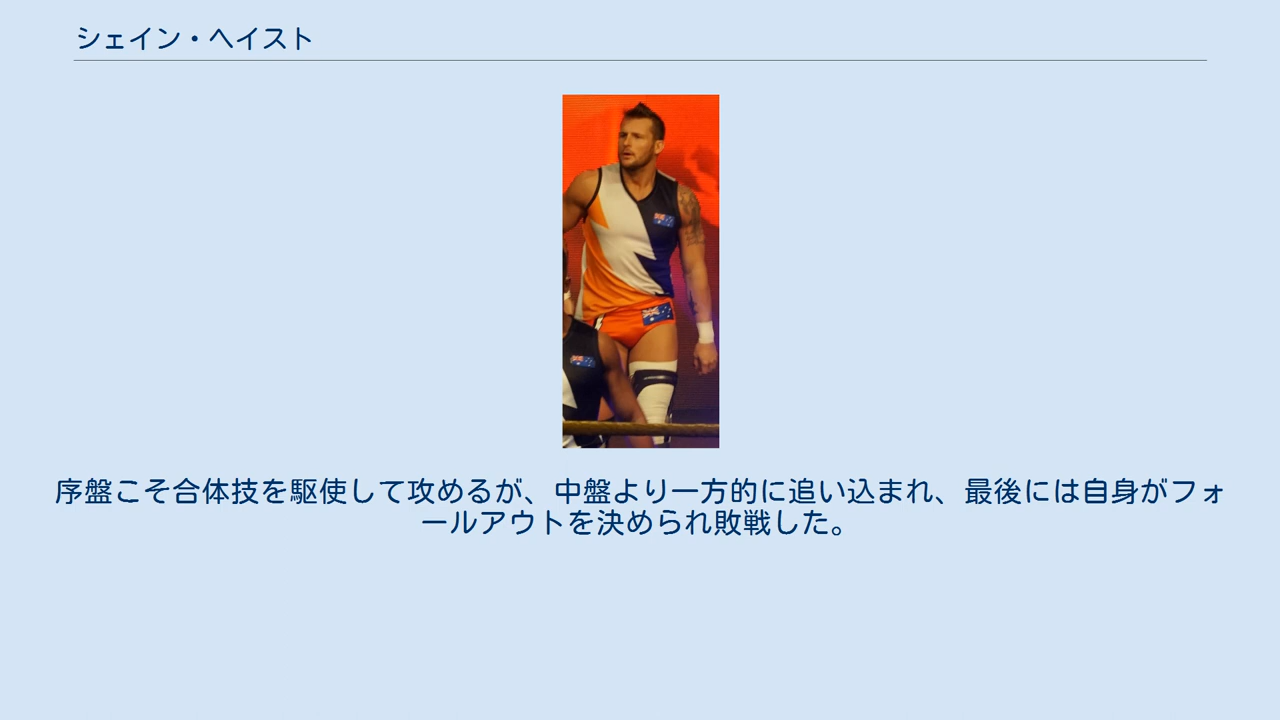 シェイン・ヘイスト
序盤こそ合体技を駆使して攻めるが、中盤より一方的に追い込まれ、最後には自身がフォ
ールアウトを決められ敗戦した。